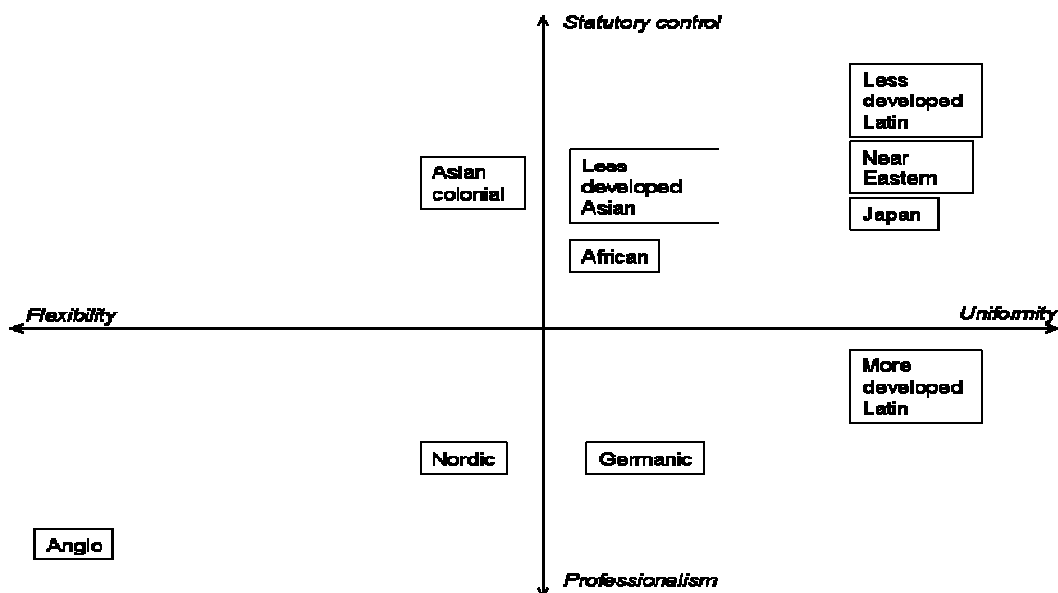 Statutory control
Less
developed
Latin
Asian
colonial
Less
developed
Asian
Near
Eastern
Japan
African
Flexibility
Uniformity
More
developed
Latin
Nordic
Germanic
Anglo
Professionalism